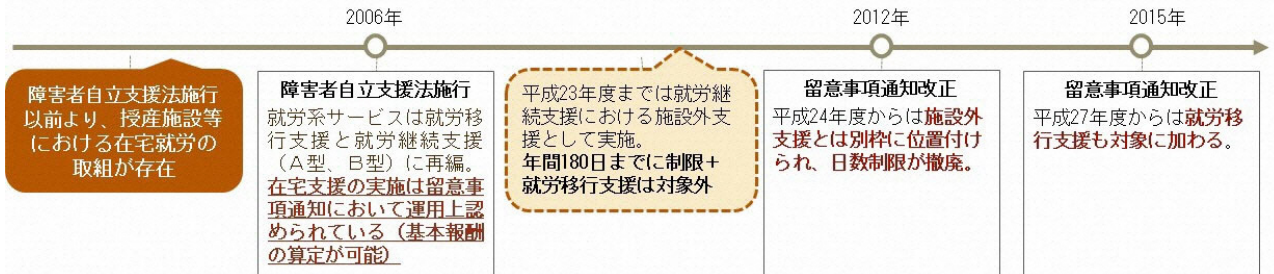 2006年
2012年
2015年
障害者自立支援法施行
以前より、授産施設等
における在宅就労の
取組が存在
障害者自立支援法施行
就労系サービスは就労移
行支援と就労継続支援
（Ａ型、Ｂ型）に再編。
在宅支援の実施は留意事
項通知において運用上認
められている（基本報酬
の算定が可能）
平成23年度までは就労継
続支援における施設外支
援として実施。
年間180日までに制限＋
就労移行支援は対象外
留意事項通知改正
平成24年度からは施設外
支援とは別枠に位置付け
られ、日数制限が撤廃。
留意事項通知改正
平成27年度からは就労移
行支援も対象に加わる。